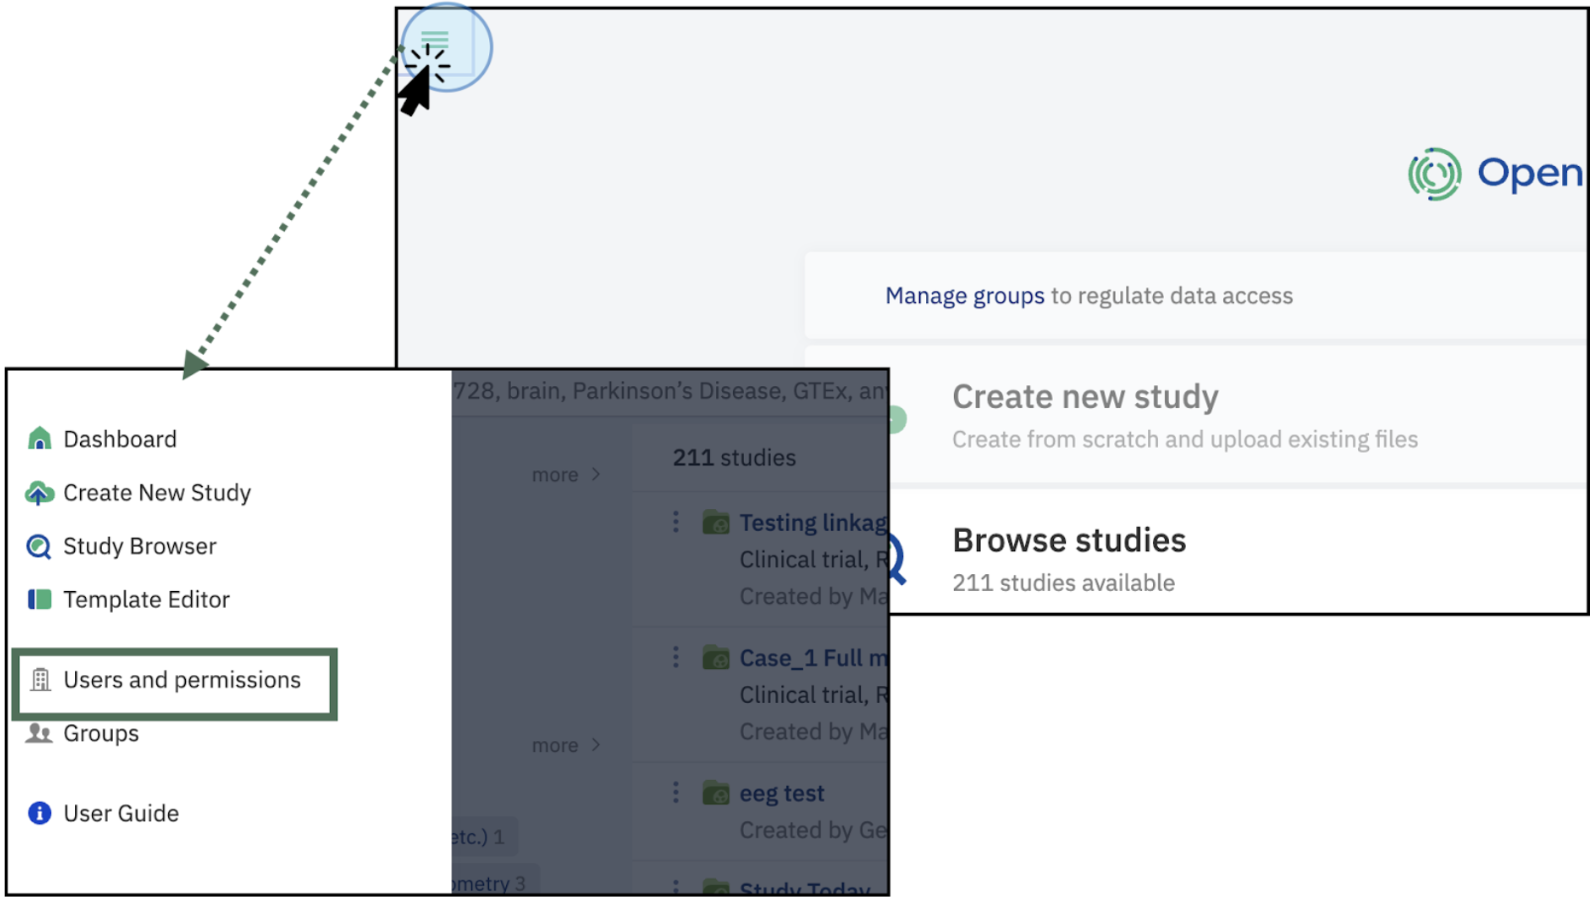 Open
Manage groups to regulate data access
Create new study
Create from scratch and upload existing files
Browse studies
211 studies available
Dashboard
Create New Study
Study Browser
Template Editor
Users and permissions
Groups
User Guide
728, brain, Parkinson's Disease, GTEx, an
more >
211 studies
Testing linkag
Clinical trial, R
Created by Ma
Case_1 Full m
Clinical trial, R
Created by Ma
more >
eeg test
Created by Ge
etc.) 1
ometry 3
Study Today